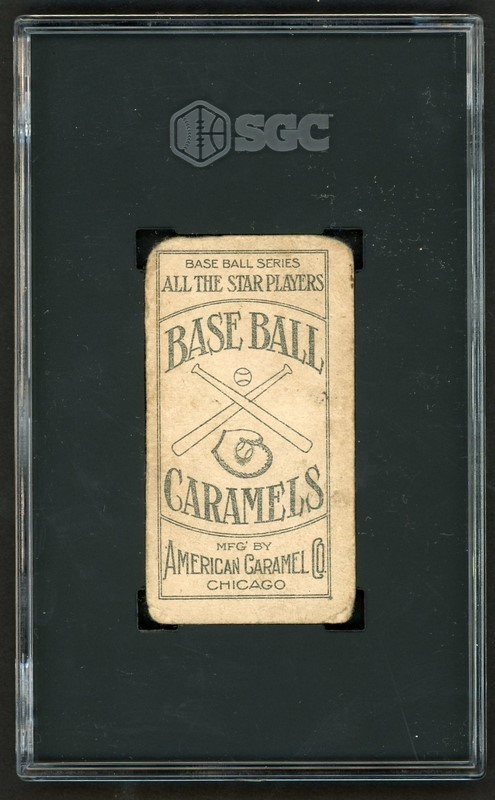 SGC
BASE BALL SERIES
ALL THE STAR PLAYERS
BASE BALL
CARAMELS
MFG BY
AMERICAN CARAMEL CO.
CHICAGO